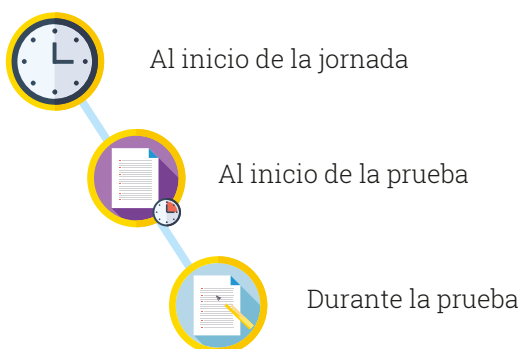 Al inicio de la jornada
Al inicio de la prueba
Durante la prueba